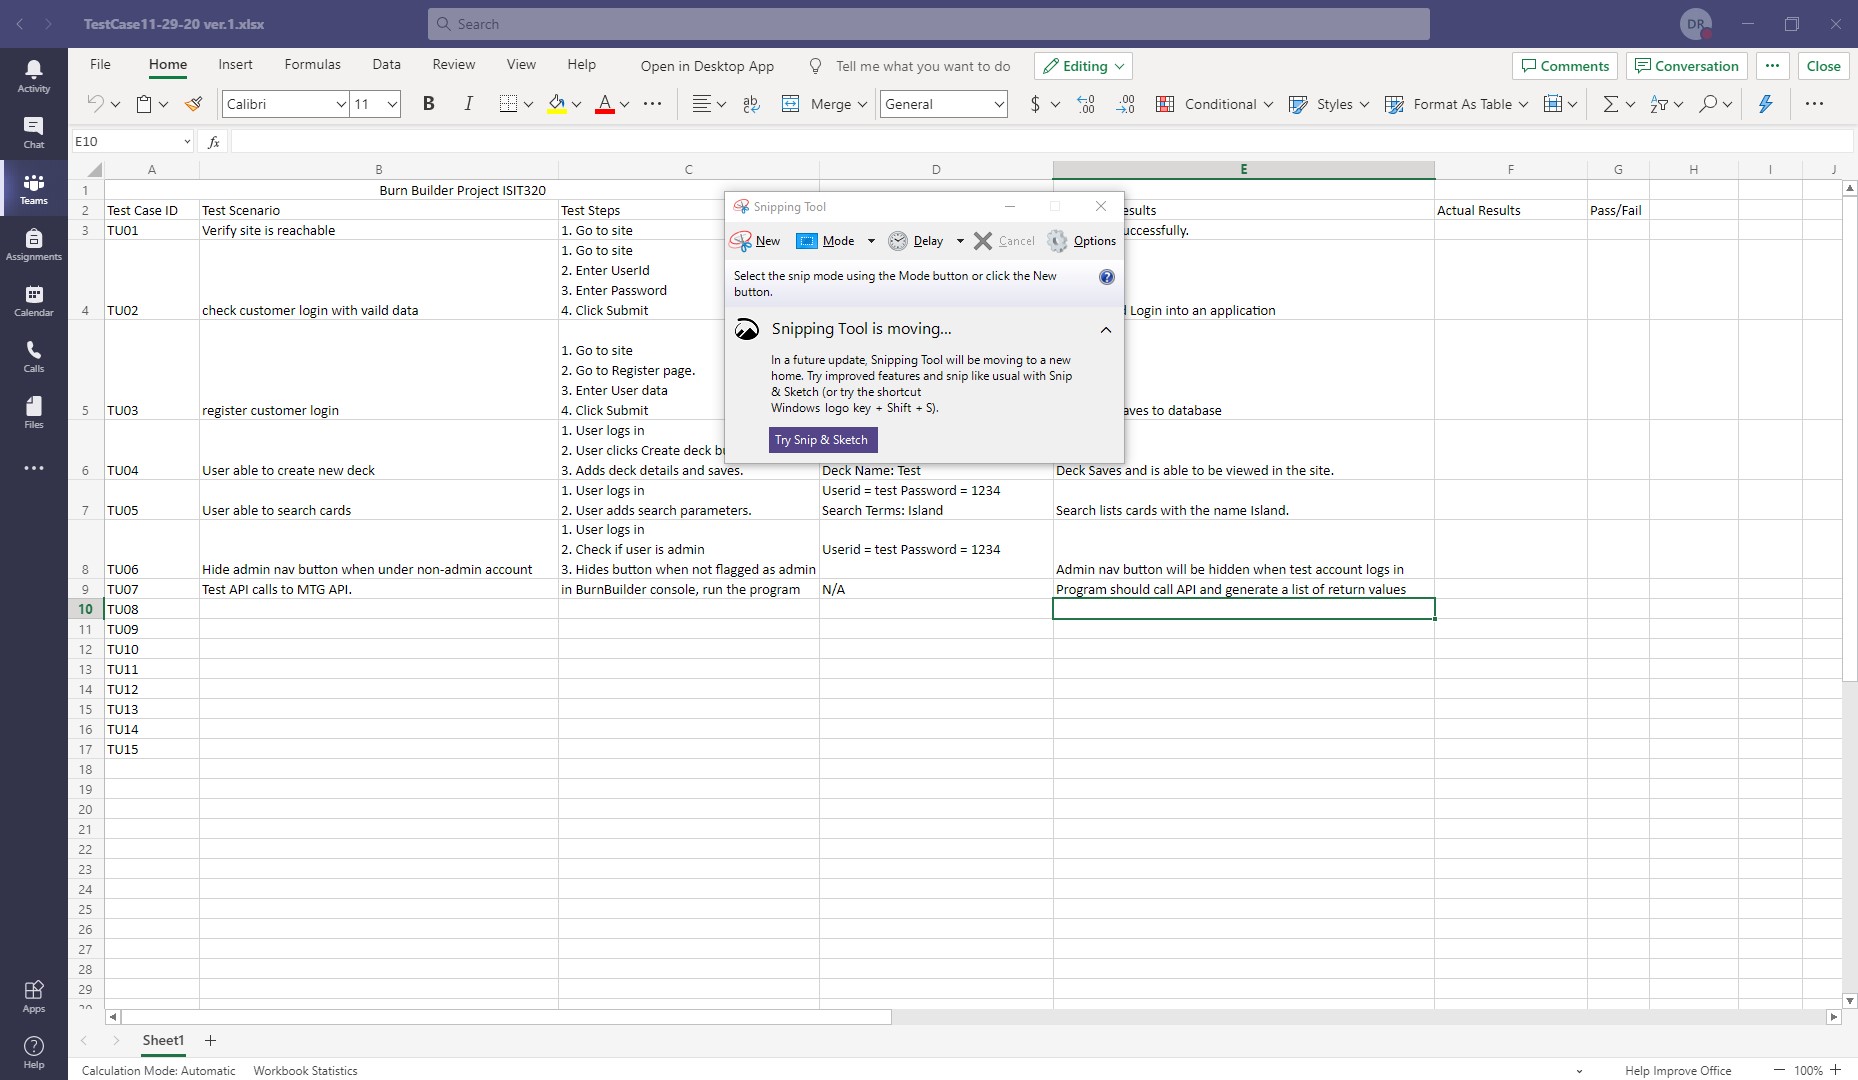 TestCase11-29-20 ver.1.xlsx
Search
DR
File Home Insert Formulas Data Review View Help Open in Desktop App Tell me what you want to do Editing Comments Conversation ... Close
Calibri 11 B I A ... ab Merge General $ .00 .00 Conditional Styles Format As Table ...
E10 fx
Activity
Chat
Teams
Assignments
Calendar
Calls
Files
Apps
Help
A B C D E F G H I J
1 Burn Builder Project ISIT320
2 Test Case ID Test Scenario Test Steps esults Actual Results Pass/Fail
3 TU01 Verify site is reachable 1. Go to site uccessfully.
1. Go to site
2. Enter UserId
3. Enter Password
4 TU02 check customer login with vaild data 4. Click Submit Login into an application
1. Go to site
2. Go to Register page.
3. Enter User data
5 TU03 register customer login 4. Click Submit aves to database
1. User logs in
2. User clicks Create deck
6 TU04 User able to create new deck 3. Adds deck details and saves. Deck Name: Test Deck Saves and is able to be viewed in the site.
1. User logs in Userid = test Password = 1234
7 TU05 User able to search cards 2. User adds search parameters. Search Terms: Island Search lists cards with the name Island.
1. User logs in
2. Check if user is admin Userid = test Password = 1234
8 TU06 Hide admin nav button when under non-admin account 3. Hides button when not flagged as admin Admin nav button will be hidden when test account logs in
9 TU07 Test API calls to MTG API. in BurnBuilder console, run the program N/A Program should call API and generate a list of return values
10 TU08
11 TU09
12 TU10
13 TU11
14 TU12
15 TU13
16 TU14
17 TU15
18
19
20
21
22
23
24
25
26
27
28
29
Snipping Tool
New Mode Delay Cancel Options
Select the snip mode using the Mode button or click the New
button.
Snipping Tool is moving...
In a future update, Snipping Tool will be moving to a new
home. Try improved features and snip like usual with Snip
& Sketch (or try the shortcut
Windows logo key + Shift + S).
Try Snip & Sketch
Sheet1 +
Calculation Mode: Automatic Workbook Statistics Help Improve Office 100%